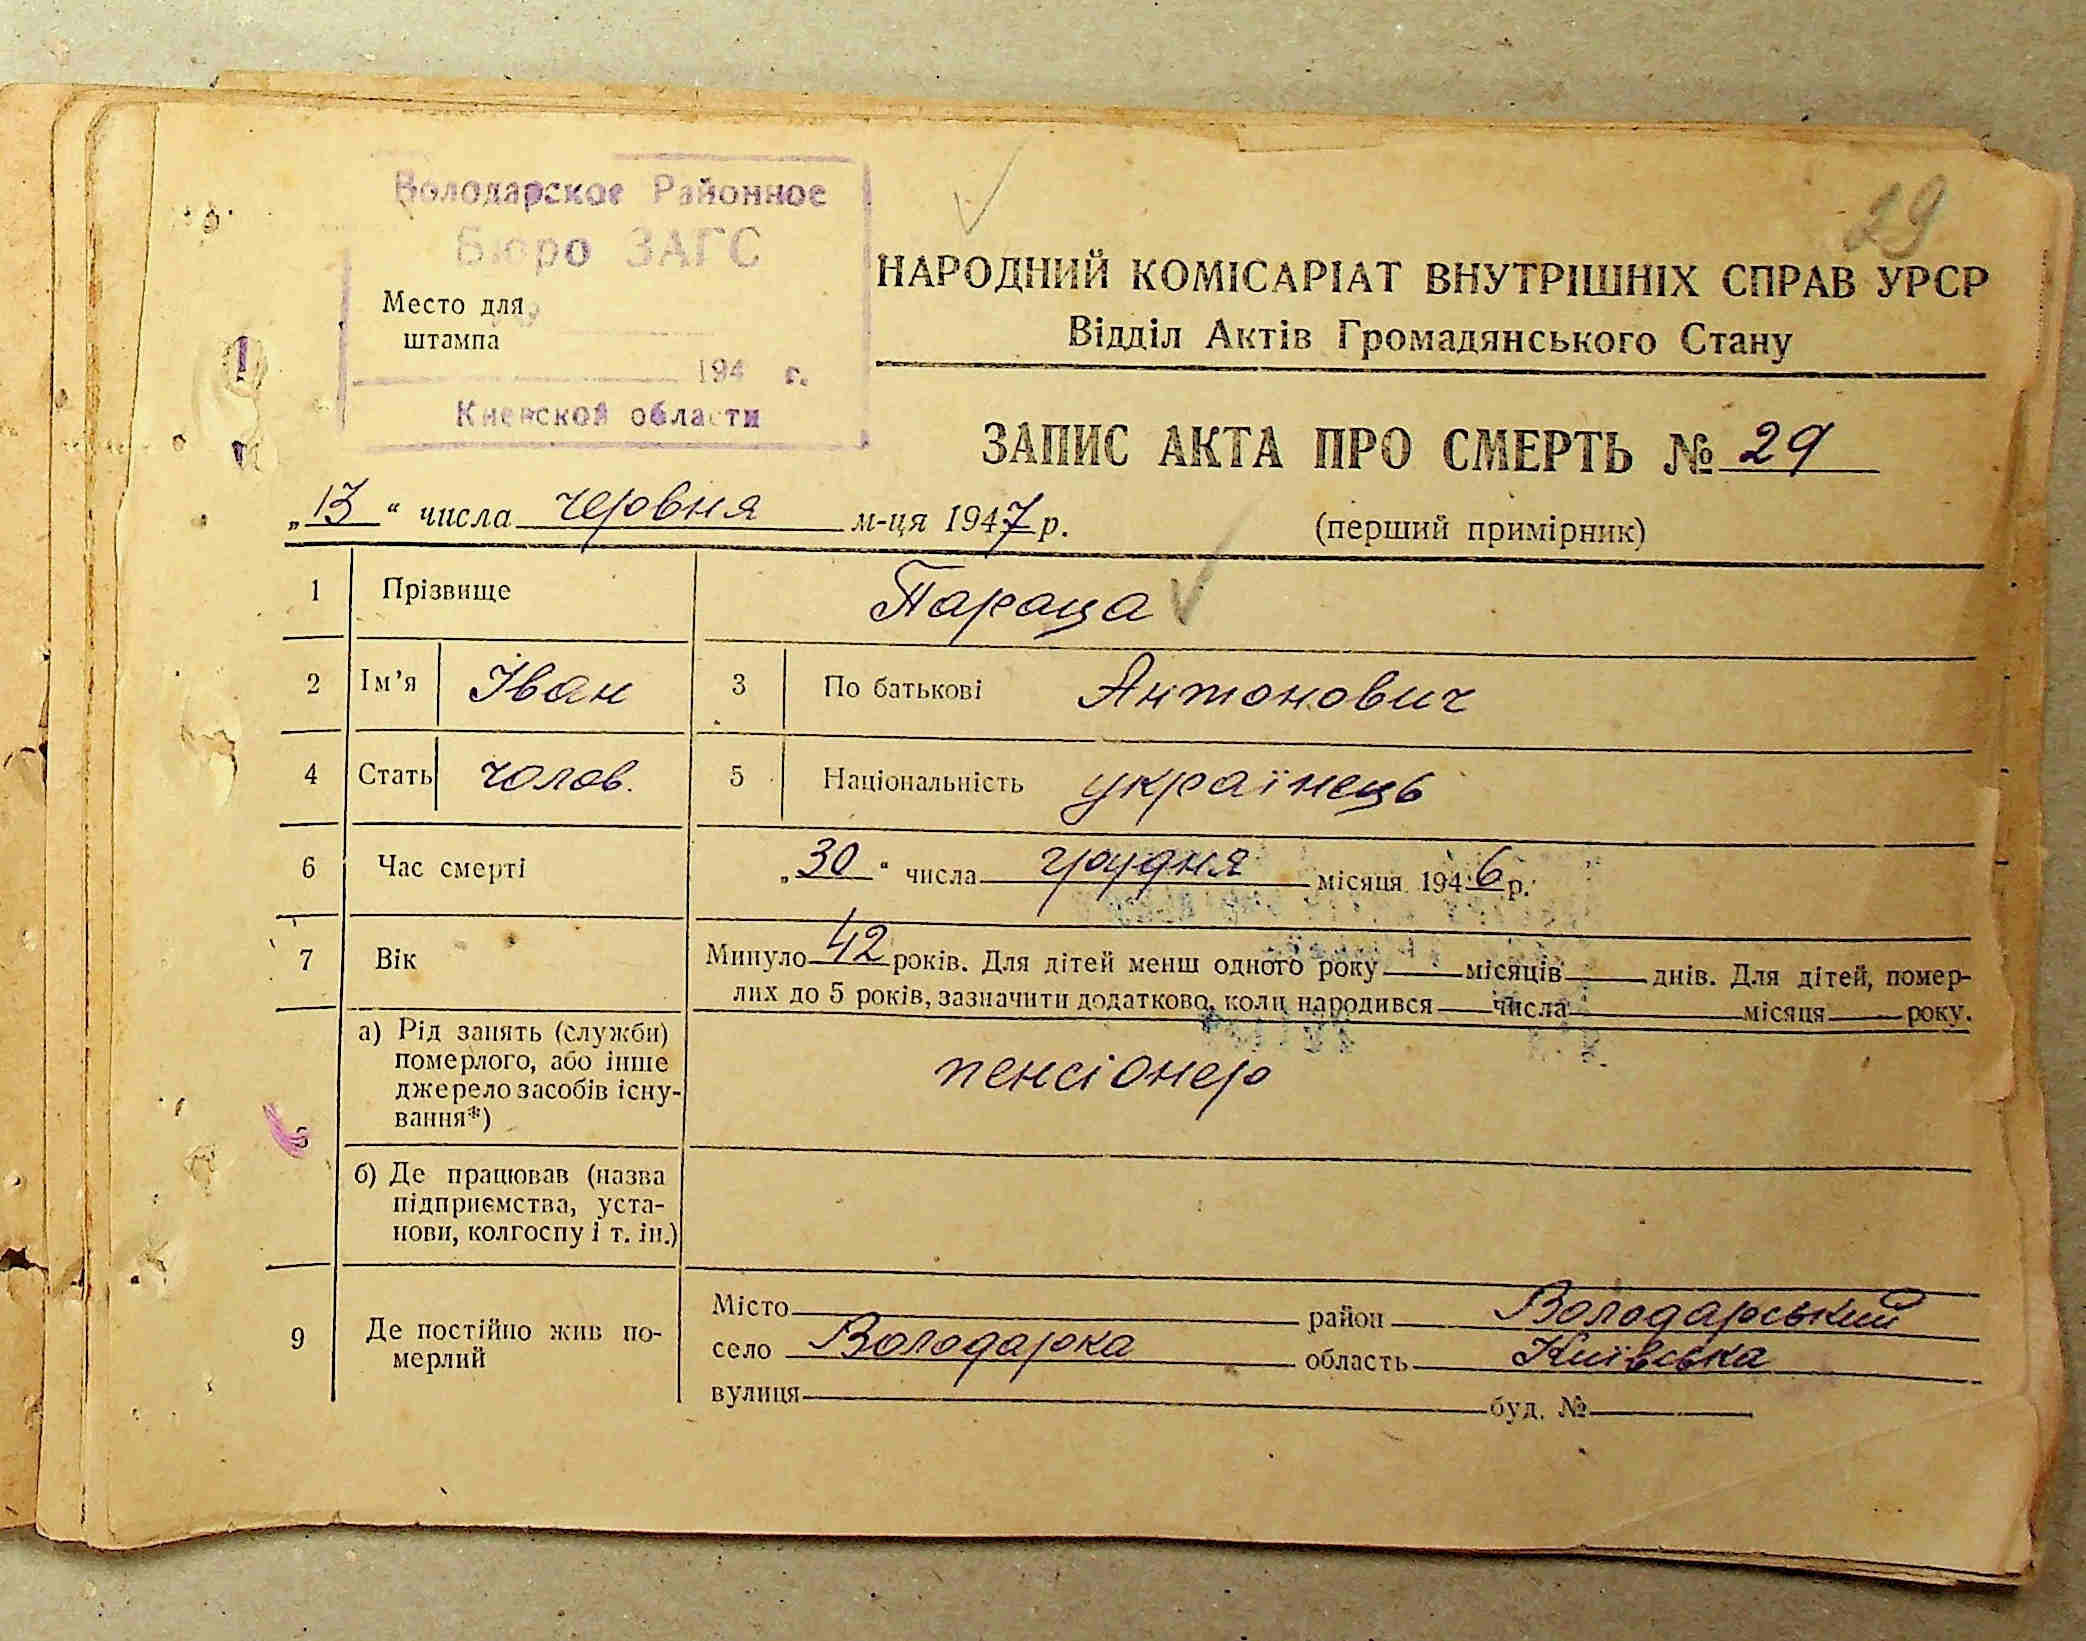 29
Володарское Районное
Бюро ЗАГС
Место для
штампа
194 г.
Киевской области
НАРОДНИЙ КОМІСАРІАТ ВНУТРІШНІХ СПРАВ УРСР
Відділ Актів Громадянського Стану
ЗАПИС АКТА ПРО СМЕРТЬ № 29
„13“ числа червня м-ця 1947 р.
(перший примірник)
1 Прізвище Параца
2 Ім’я Іван 3 По батькові Антонович
4 Стать чолов. 5 Національність українець
6 Час смерті „30“ числа грудня місяця 1946 р.
7 Вік Минуло 42 років. Для дітей менш одного року місяців днів. Для дітей, помер-
лих до 5 років, зазначити додатково, коли народився числа місяця року.
а) Рід занять (служби)
померлого, або інше
джерело засобів існу-
вання*)
пенсіонер
б) Де працював (назва
підприємства, уста-
нови, колгоспу і т. ін.)
9 Де постійно жив по-
мерлий
Місто район Володарський
село Володарка область Київська
вулиця буд. №